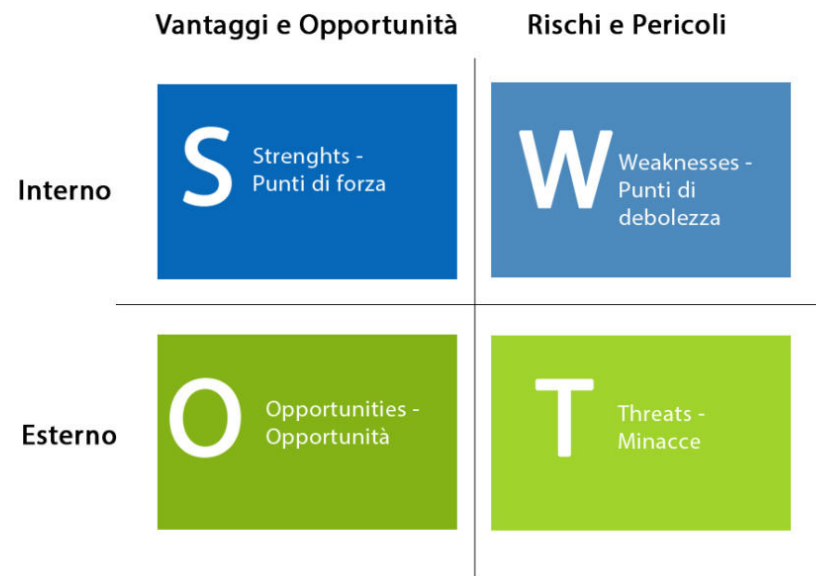 Vantaggi e Opportunità
Rischi e Pericoli
Interno
S
Strenghts -
Punti di forza
W
Weaknesses -
Punti di
debolezza
Esterno
O
Opportunities -
Opportunità
T
Threats -
Minacce